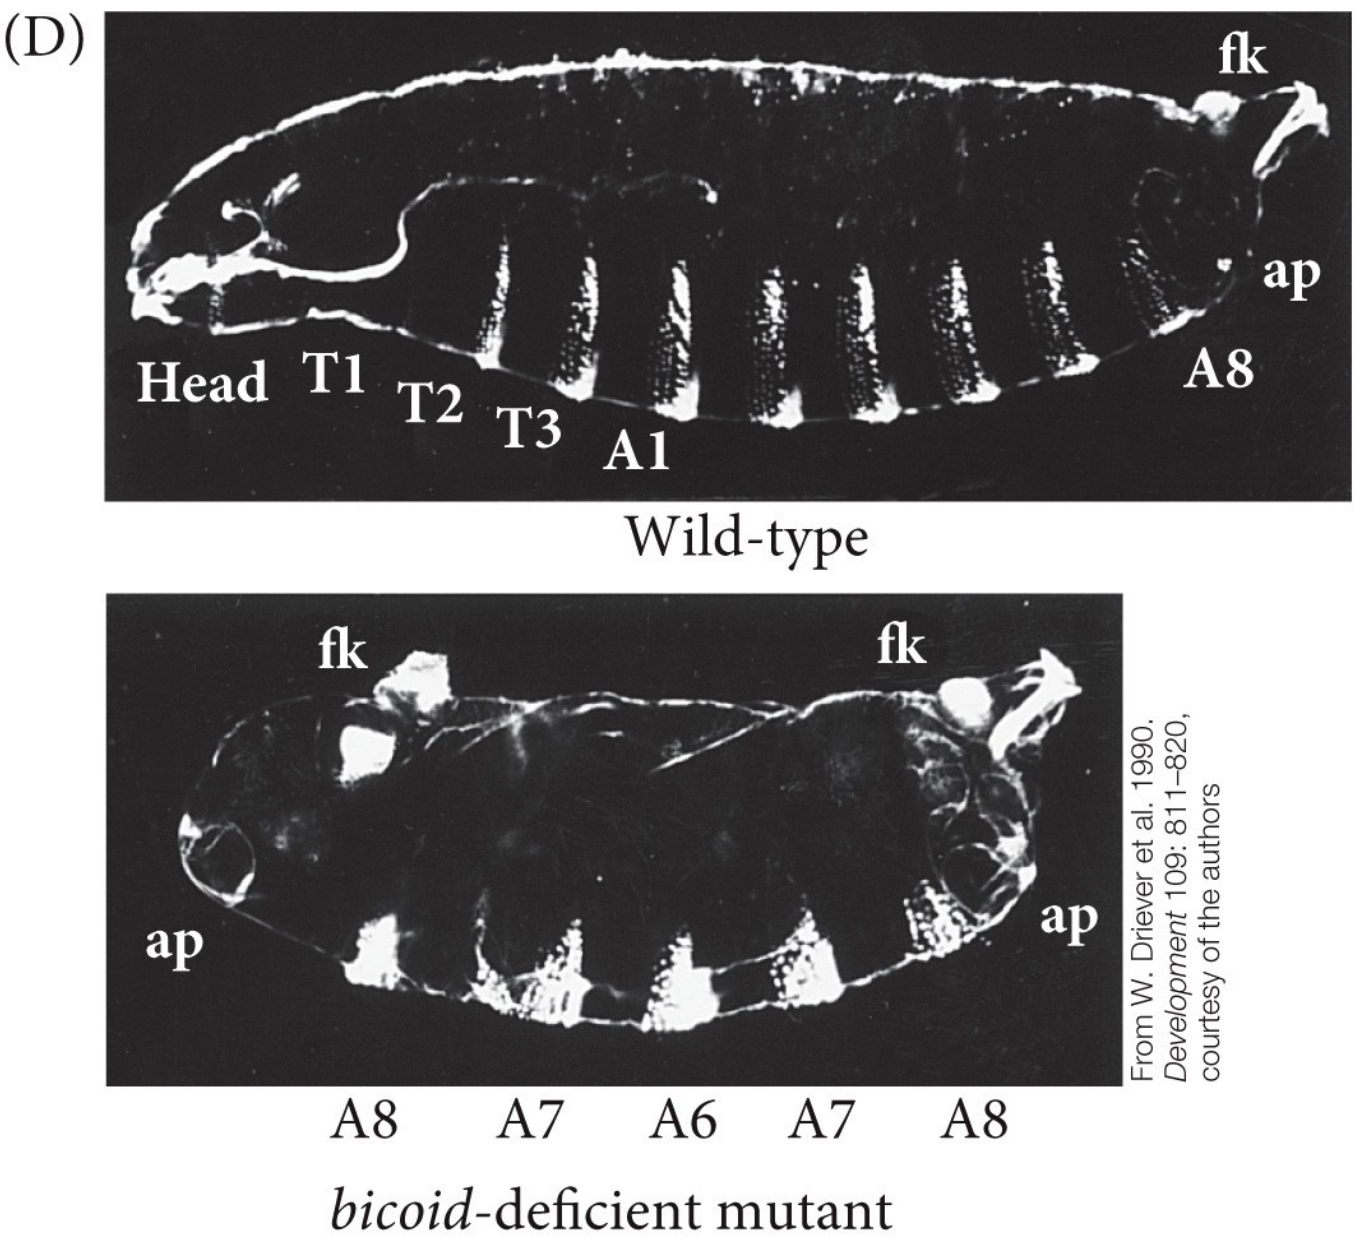 (D)
fk
ap
Head
T1
T2
T3
A1
A8
Wild-type
fk
fk
ap
ap
A8 A7 A6 A7 A8
bicoid-deficient mutant
From W. Driever et al. 1990.
Development 109: 811–820,
courtesy of the authors